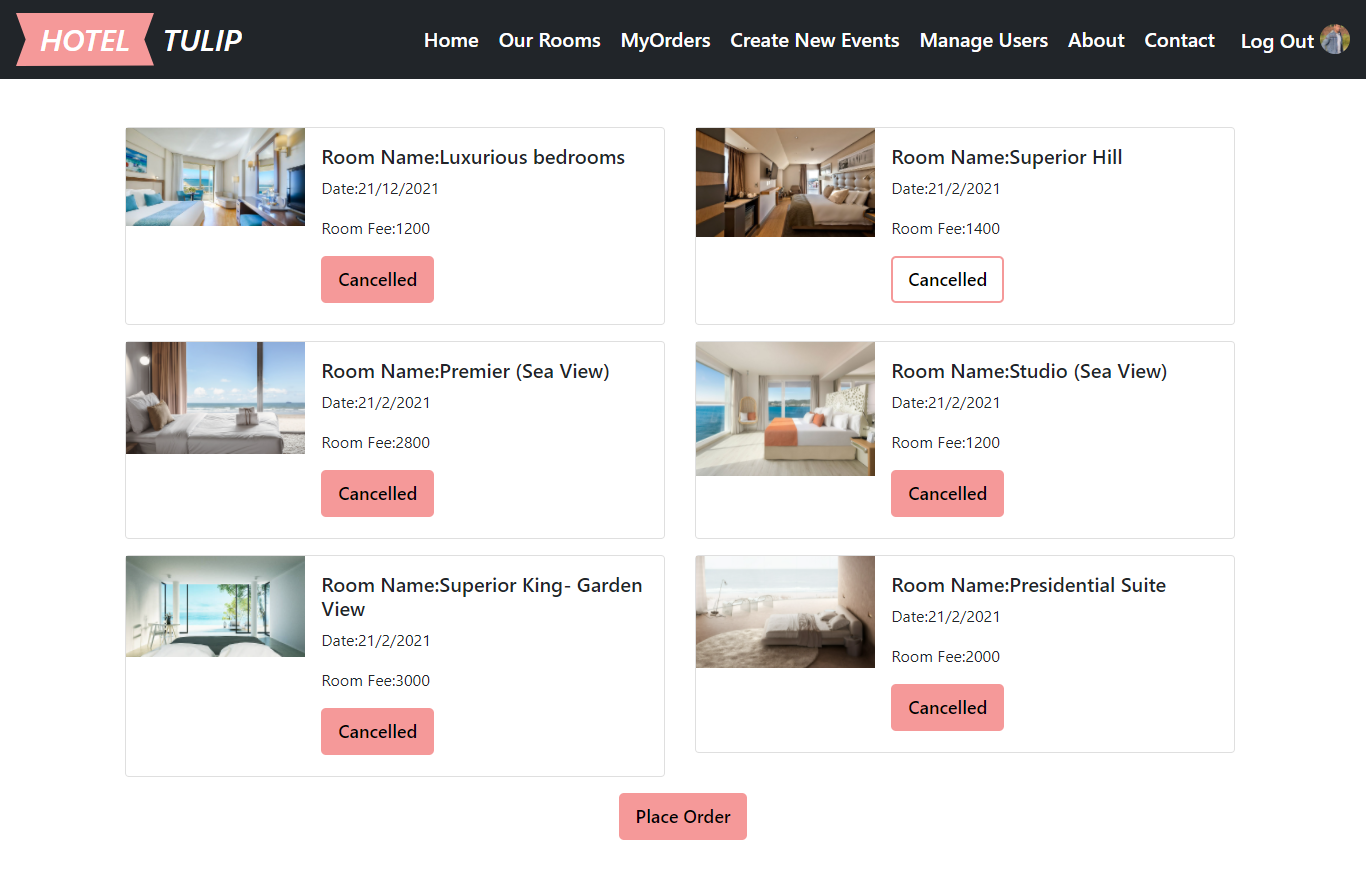 HOTEL TULIP
Home Our Rooms MyOrders Create New Events Manage Users About Contact Log Out
Room Name:Luxurious bedrooms
Date:21/12/2021
Room Fee:1200
Cancelled
Room Name:Superior Hill
Date:21/2/2021
Room Fee:1400
Cancelled
Room Name:Premier (Sea View)
Date:21/2/2021
Room Fee:2800
Cancelled
Room Name:Studio (Sea View)
Date:21/2/2021
Room Fee:1200
Cancelled
Room Name:Superior King- Garden
View
Date:21/2/2021
Room Fee:3000
Cancelled
Room Name:Presidential Suite
Date:21/2/2021
Room Fee:2000
Cancelled
Place Order